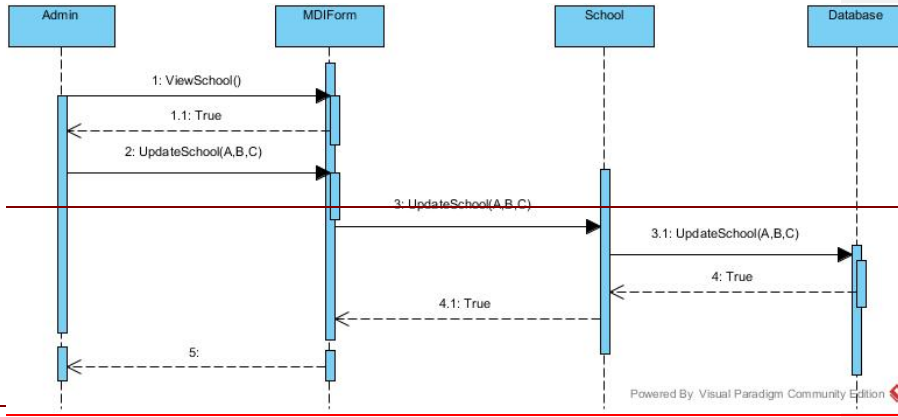 Admin
MDIForm
School
Database
1: ViewSchool()
1.1: True
2: UpdateSchool(A,B,C)
3: UpdateSchool(A,B,C)
3.1: UpdateSchool(A,B,C)
4: True
4.1: True
5:
Powered By Visual Paradigm Community Edition